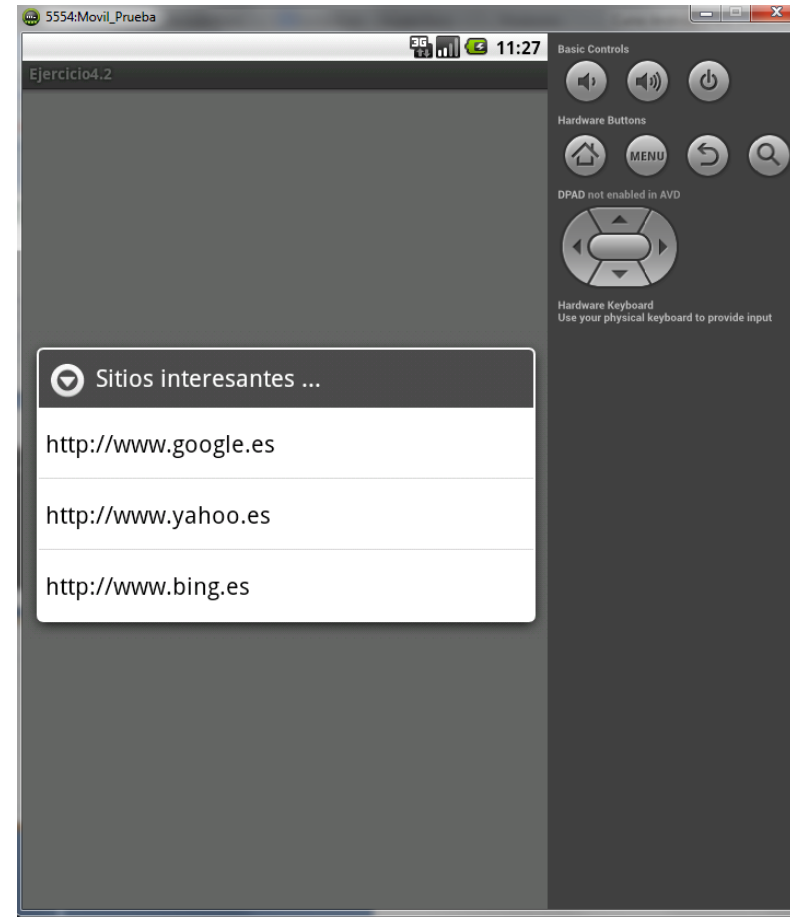 5554:Movil_Prueba
3G 11:27
Ejercicio4.2
Sitios interesantes ...
http://www.google.es
http://www.yahoo.es
http://www.bing.es
Basic Controls
Hardware Buttons
MENU
DPAD not enabled in AVD
Hardware Keyboard
Use your physical keyboard to provide input